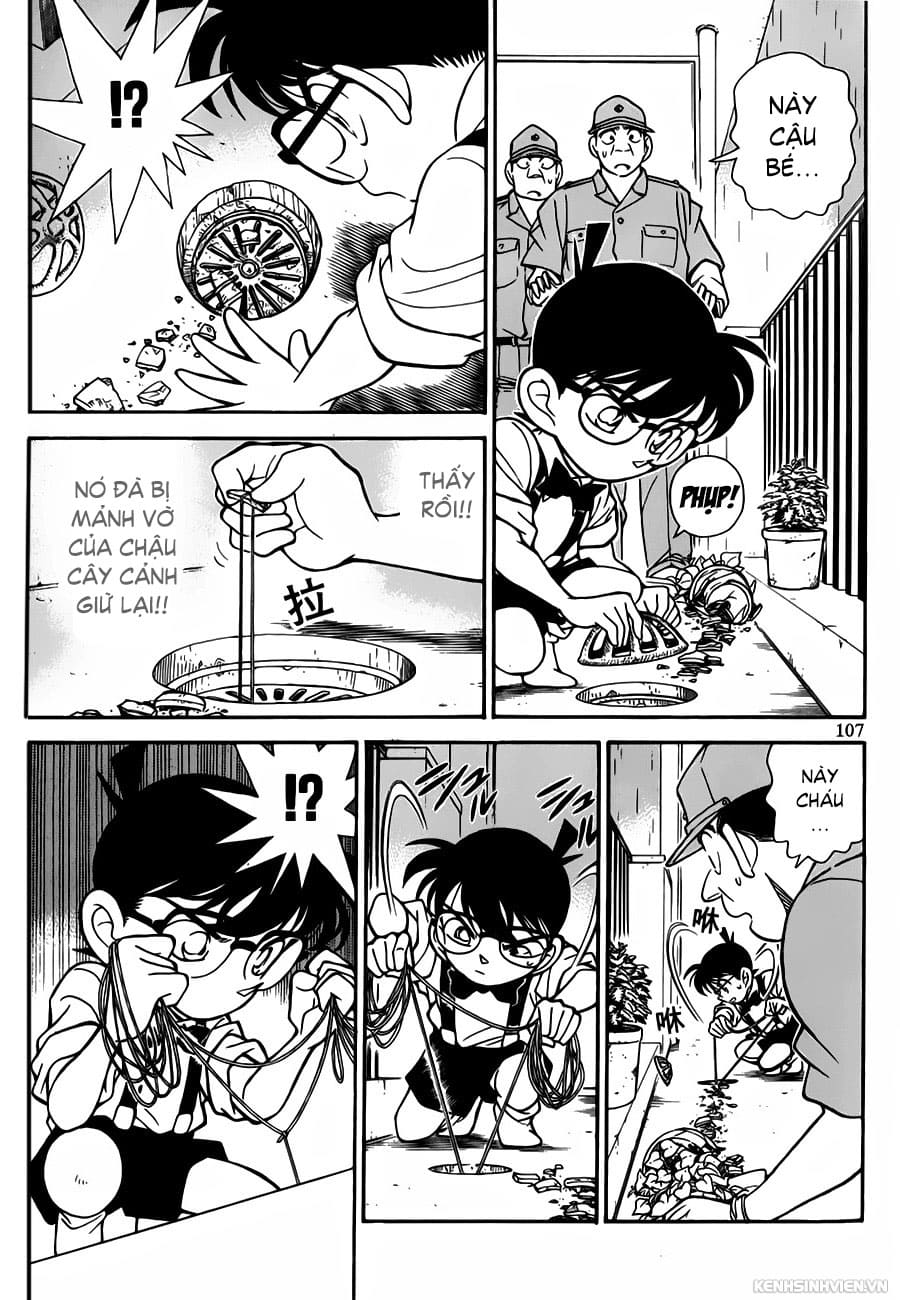 NÀY
CẬU
BÉ...
PHỤP!
!?
THẤY
RỒI!!
拉
NÓ ĐÀ BỊ
MẢNH VỠ
CỦA CHẬU
CÂY CẢNH
GIỮ LẠI!!
107
NÀY
CHÁU
...
咻
咻
シュル
シュル
!?
KENHSINHVIEN.VN